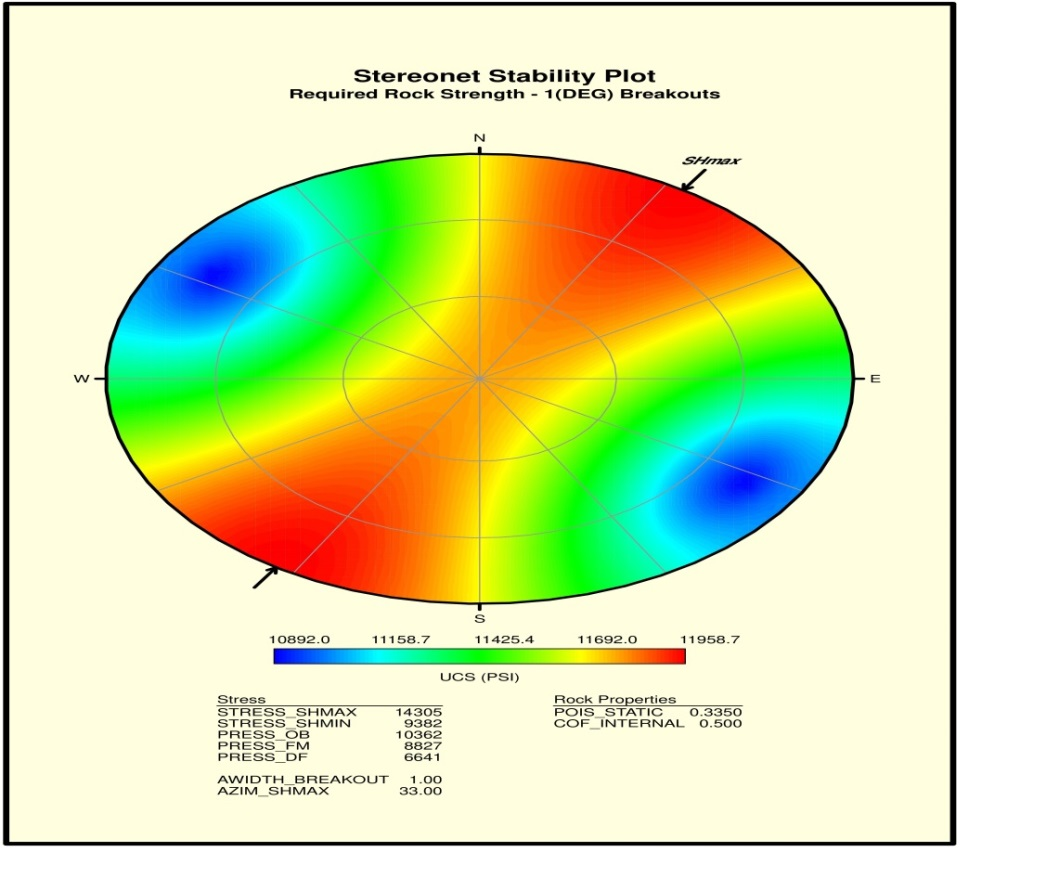 Stereonet Stability Plot
Required Rock Strength - 1(DEG) Breakouts
N
SHmax
W
E
S
10892.0 11158.7 11425.4 11692.0 11958.7
UCS (PSI)
Stress
STRESS_SHMAX 14305
STRESS_SHMIN 9382
PRESS_OB 10362
PRESS_FM 8827
PRESS_DF 6641
AWIDTH_BREAKOUT 1.00
AZIM_SHMAX 33.00
Rock Properties
POIS_STATIC 0.3350
COF_INTERNAL 0.500